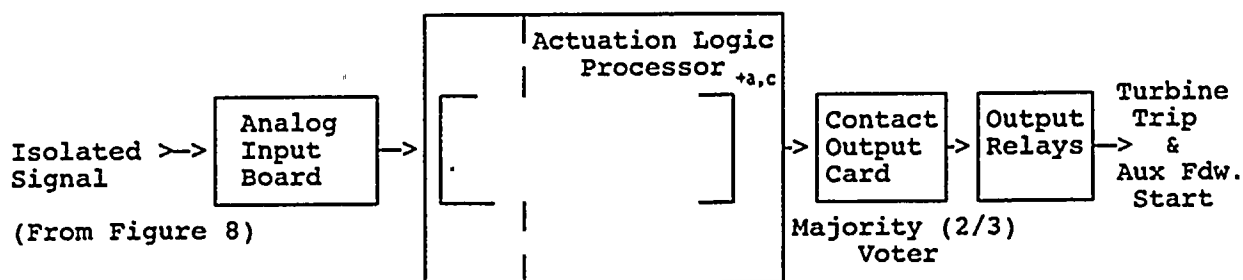 Actuation Logic
Processor +a,c
Isolated
Signal
(From Figure 8)
Analog
Input
Board
Contact
Output
Card
Majority (2/3)
Voter
Output
Relays
Turbine
Trip
&
Aux Fdw.
Start